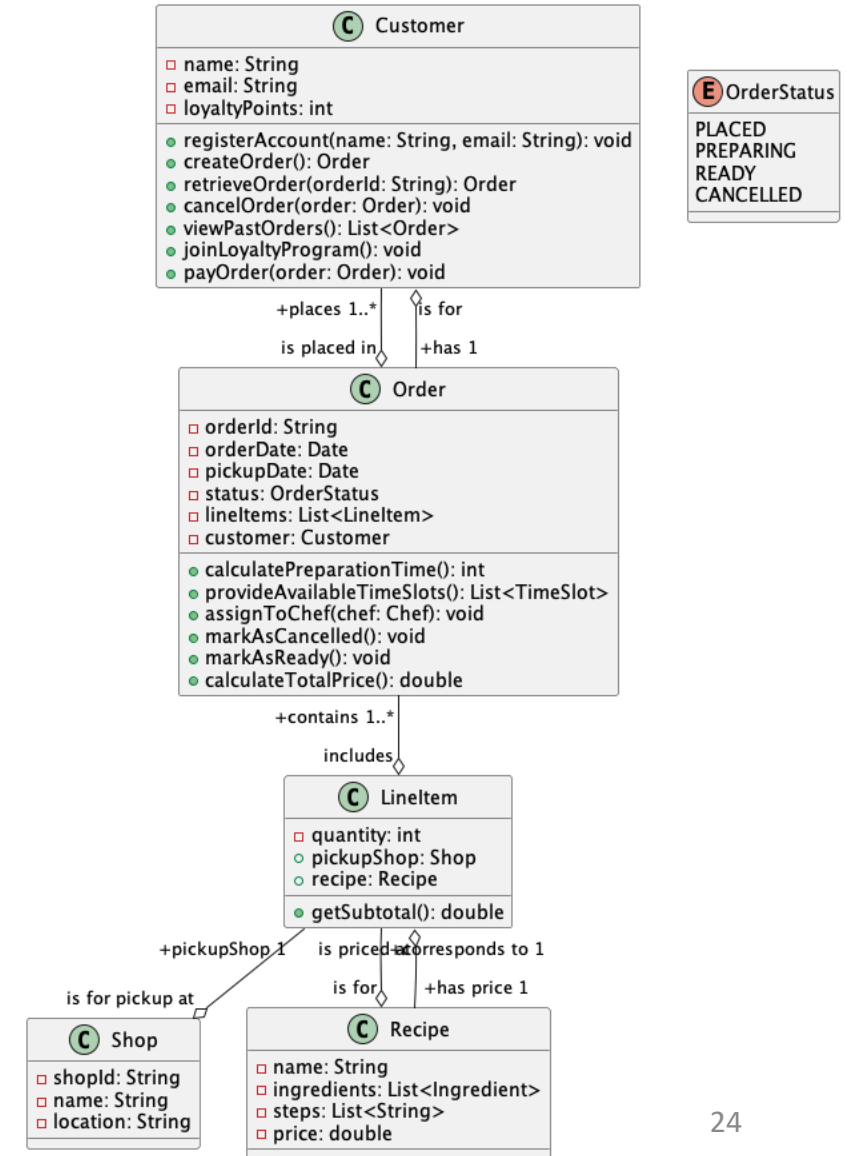 C Customer
name: String
email: String
loyaltyPoints: int
registerAccount(name: String, email: String): void
createOrder(): Order
retrieveOrder(orderId: String): Order
cancelOrder(order: Order): void
viewPastOrders(): List<Order>
joinLoyaltyProgram(): void
payOrder(order: Order): void
E OrderStatus
PLACED
PREPARING
READY
CANCELLED
+places 1..*
is for
is placed in
+has 1
C Order
orderId: String
orderDate: Date
pickupDate: Date
status: OrderStatus
lineItems: List<LineItem>
customer: Customer
calculatePreparationTime(): int
provideAvailableTimeSlots(): List<TimeSlot>
assignToChef(chef: Chef): void
markAsCancelled(): void
markAsReady(): void
calculateTotalPrice(): double
+contains 1..*
includes
C LineItem
quantity: int
pickupShop: Shop
recipe: Recipe
getSubtotal(): double
+pickupShop 1
is priced at
+corresponds to 1
is for pickup at
is for
+has price 1
C Shop
shopId: String
name: String
location: String
C Recipe
name: String
ingredients: List<Ingredient>
steps: List<String>
price: double
24